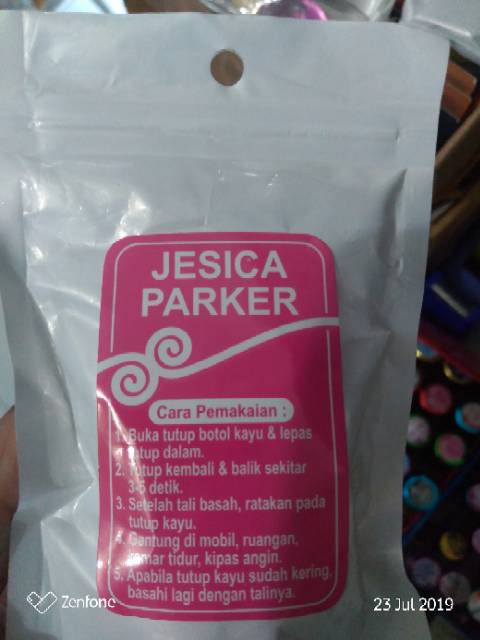 JESICA
PARKER
Cara Pemakaian :
1. Buka tutup botol kayu & lepas
tutup dalam.
2. Tutup kembali & balik sekitar
3-5 detik.
3. Setelah tali basah, ratakan pada
tutup kayu.
4. Gantung di mobil, ruangan,
kamar tidur, kipas angin.
5. Apabila tutup kayu sudah kering,
basahi lagi dengan talinya.
Zenfone
23 Jul 2019